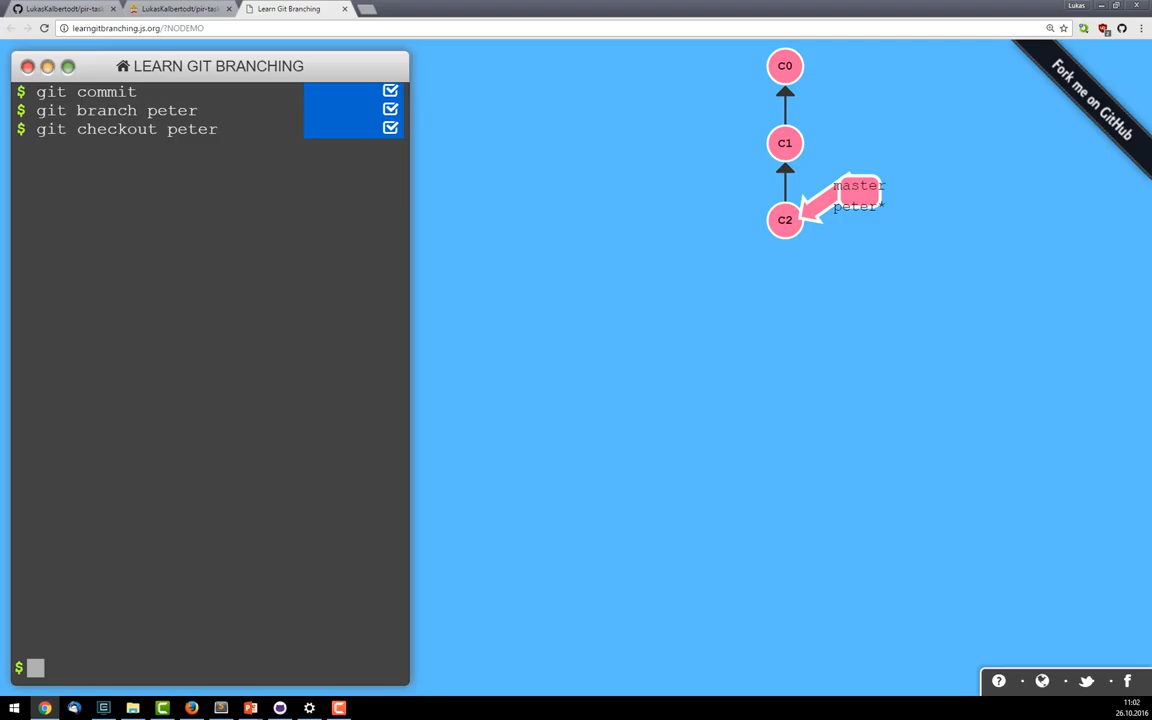 LukasKalbertodt/pir-task
LukasKalbertodt/pir-task
Learn Git Branching
Lukas
learngitbranching.js.org/?NODEMO
LEARN GIT BRANCHING
$ git commit
$ git branch peter
$ git checkout peter
$
C0
C1
C2
master
peter*
Fork me on GitHub
11:02
26.10.2016